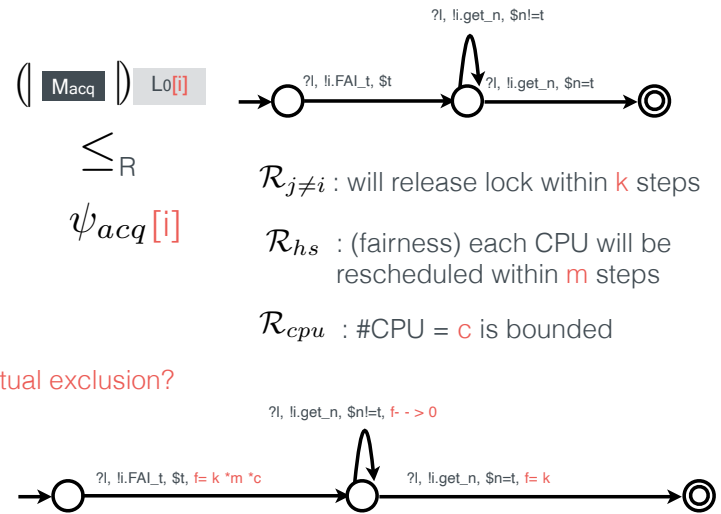 ?l, !i.get_n, $n!=t
(| Macq |) L0[i]
?l, !i.FAI_t, $t
?l, !i.get_n, $n=t
≤R
ψacq[i]
Rj≠i : will release lock within k steps
Rhs : (fairness) each CPU will be
rescheduled within m steps
Rcpu : #CPU = c is bounded
tual exclusion?
?l, !i.get_n, $n!=t, f- - > 0
?l, !i.FAI_t, $t, f= k *m *c
?l, !i.get_n, $n=t, f= k